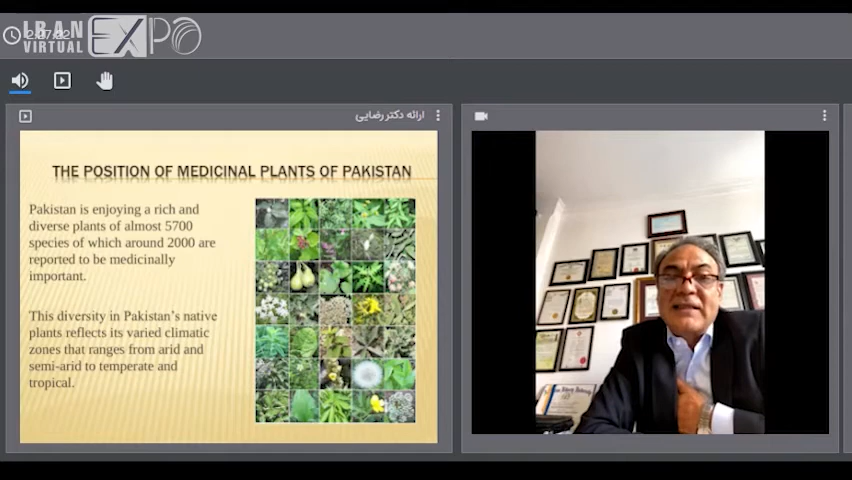 IRAN
VIRTUAL
EXPO
ارائه دکتر رضایی
THE POSITION OF MEDICINAL PLANTS OF PAKISTAN
Pakistan is enjoying a rich and
diverse plants of almost 5700
species of which around 2000 are
reported to be medicinally
important.
This diversity in Pakistan's native
plants reflects its varied climatic
zones that ranges from arid and
semi-arid to temperate and
tropical.